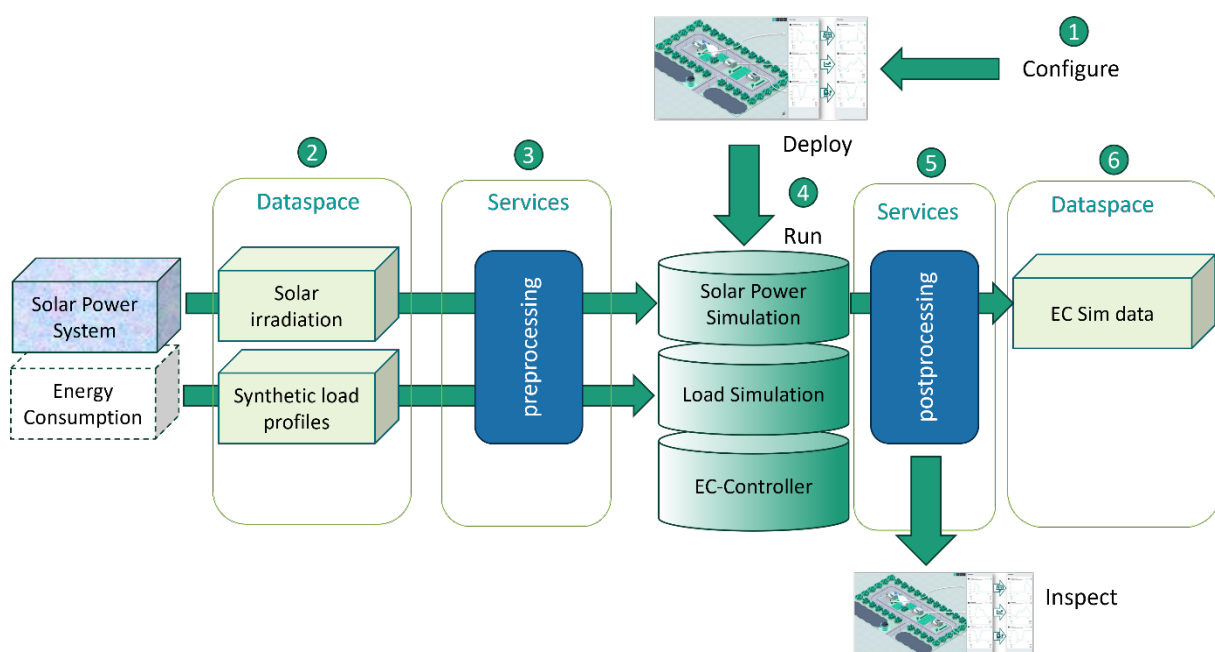 1
Configure
Deploy
2
3
4
5
6
Dataspace
Services
Run
Services
Dataspace
Solar Power
System
Solar
irradiation
preprocessing
Solar Power
Simulation
postprocessing
EC Sim data
Energy
Consumption
Synthetic load
profiles
Load Simulation
EC-Controller
Inspect